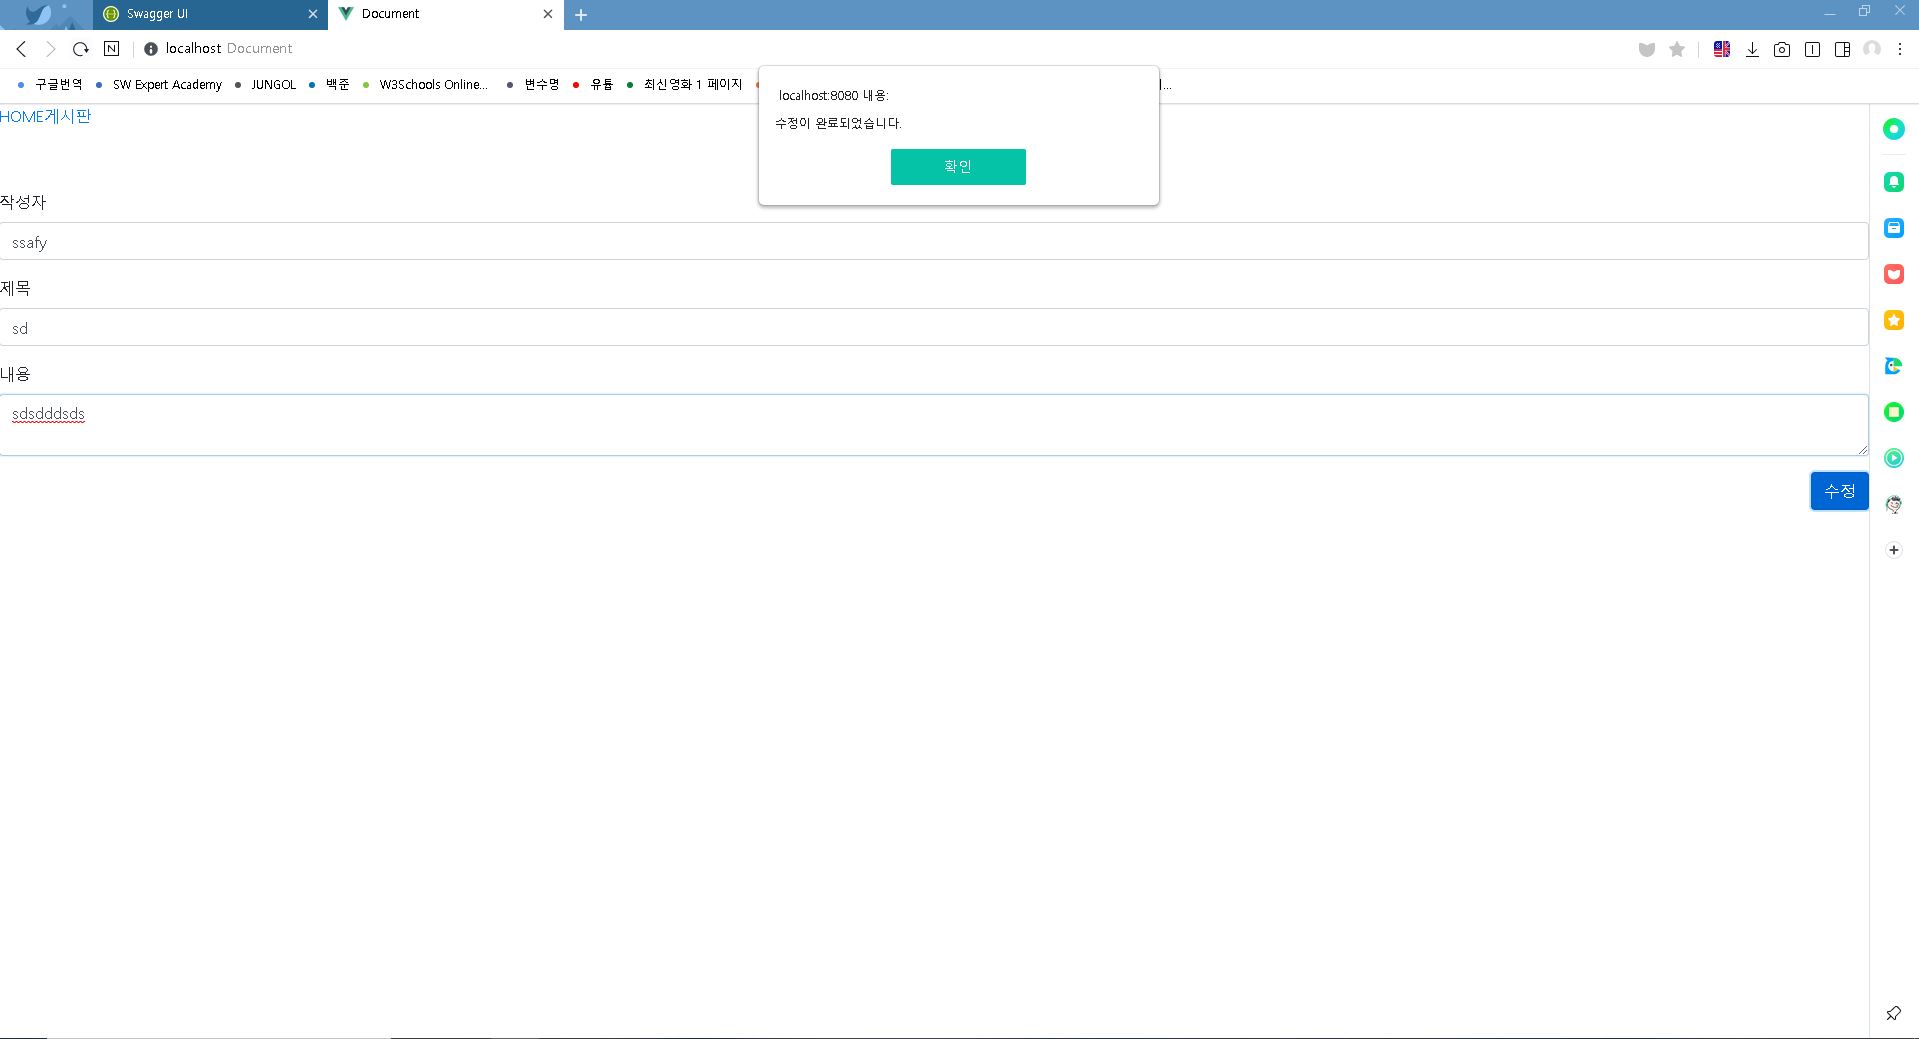 Swagger UI
Document
localhost Document
구글번역 SW Expert Academy JUNGOL 백준 W3Schools Online... 변수명 유튭 최신영화 1 페이지
localhost:8080 내용:
수정이 완료되었습니다.
확인
HOME게시판
작성자
ssafy
제목
sd
내용
sdsdddsds
수정